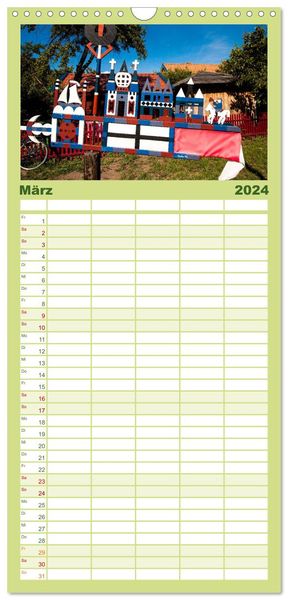 März 2024
Fr 1
Sa 2
So 3
Mo 4
Di 5
Mi 6
Do 7
Fr 8
Sa 9
So 10
Mo 11
Di 12
Mi 13
Do 14
Fr 15
Sa 16
So 17
Mo 18
Di 19
Mi 20
Do 21
Fr 22
Sa 23
So 24
Mo 25
Di 26
Mi 27
Do 28
Fr 29
Sa 30
So 31